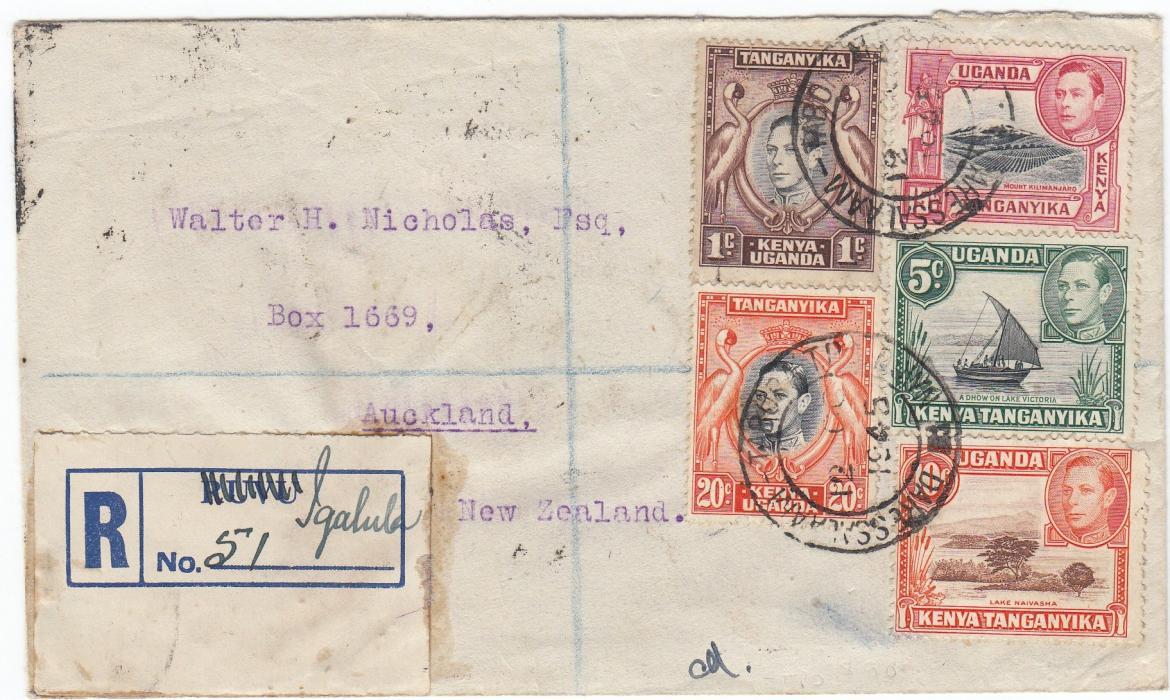 Walter H. Nicholas, Esq,
Box 1669,
Auckland,
New Zealand.
R
Igalula
No. 51
TANGANYIKA
1c 1c
KENYA
UGANDA
UGANDA
KENYA
MOUNT KILIMANJARO
TANGANYIKA
TANGANYIKA
20c 20c
KENYA
UGANDA
5c
UGANDA
A DHOW ON LAKE VICTORIA
KENYA TANGANYIKA
10c
UGANDA
LAKE NAIVASHA
KENYA TANGANYIKA